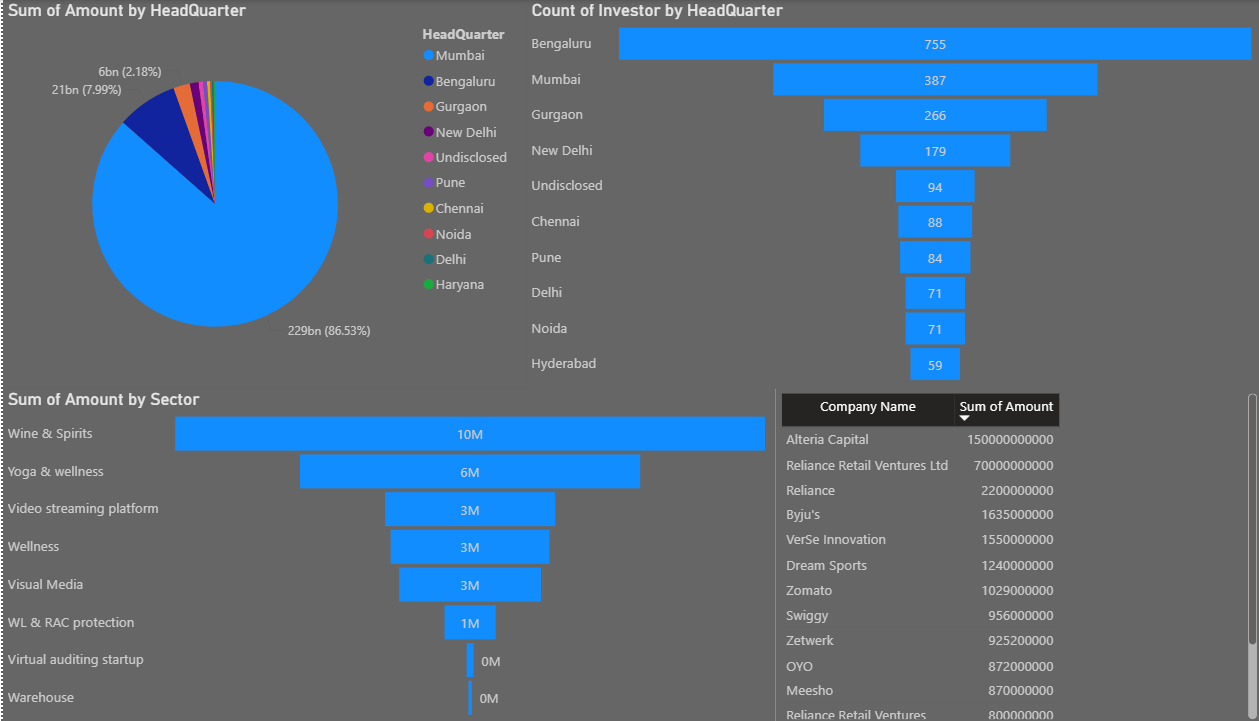 Sum of Amount by HeadQuarter
6bn (2.18%)
21bn (7.99%)
229bn (86.53%)
HeadQuarter
Mumbai
Bengaluru
Gurgaon
New Delhi
Undisclosed
Pune
Chennai
Noida
Delhi
Haryana
Count of Investor by HeadQuarter
Bengaluru 755
Mumbai 387
Gurgaon 266
New Delhi 179
Undisclosed 94
Chennai 88
Pune 84
Delhi 71
Noida 71
Hyderabad 59
Sum of Amount by Sector
Wine & Spirits 10M
Yoga & wellness 6M
Video streaming platform 3M
Wellness 3M
Visual Media 3M
WL & RAC protection 1M
Virtual auditing startup 0M
Warehouse 0M
Company Name Sum of Amount
Alteria Capital 150000000000
Reliance Retail Ventures Ltd 70000000000
Reliance 2200000000
Byju's 1635000000
VerSe Innovation 1550000000
Dream Sports 1240000000
Zomato 1029000000
Swiggy 956000000
Zetwerk 925200000
OYO 872000000
Meesho 870000000
Reliance Retail Ventures 800000000